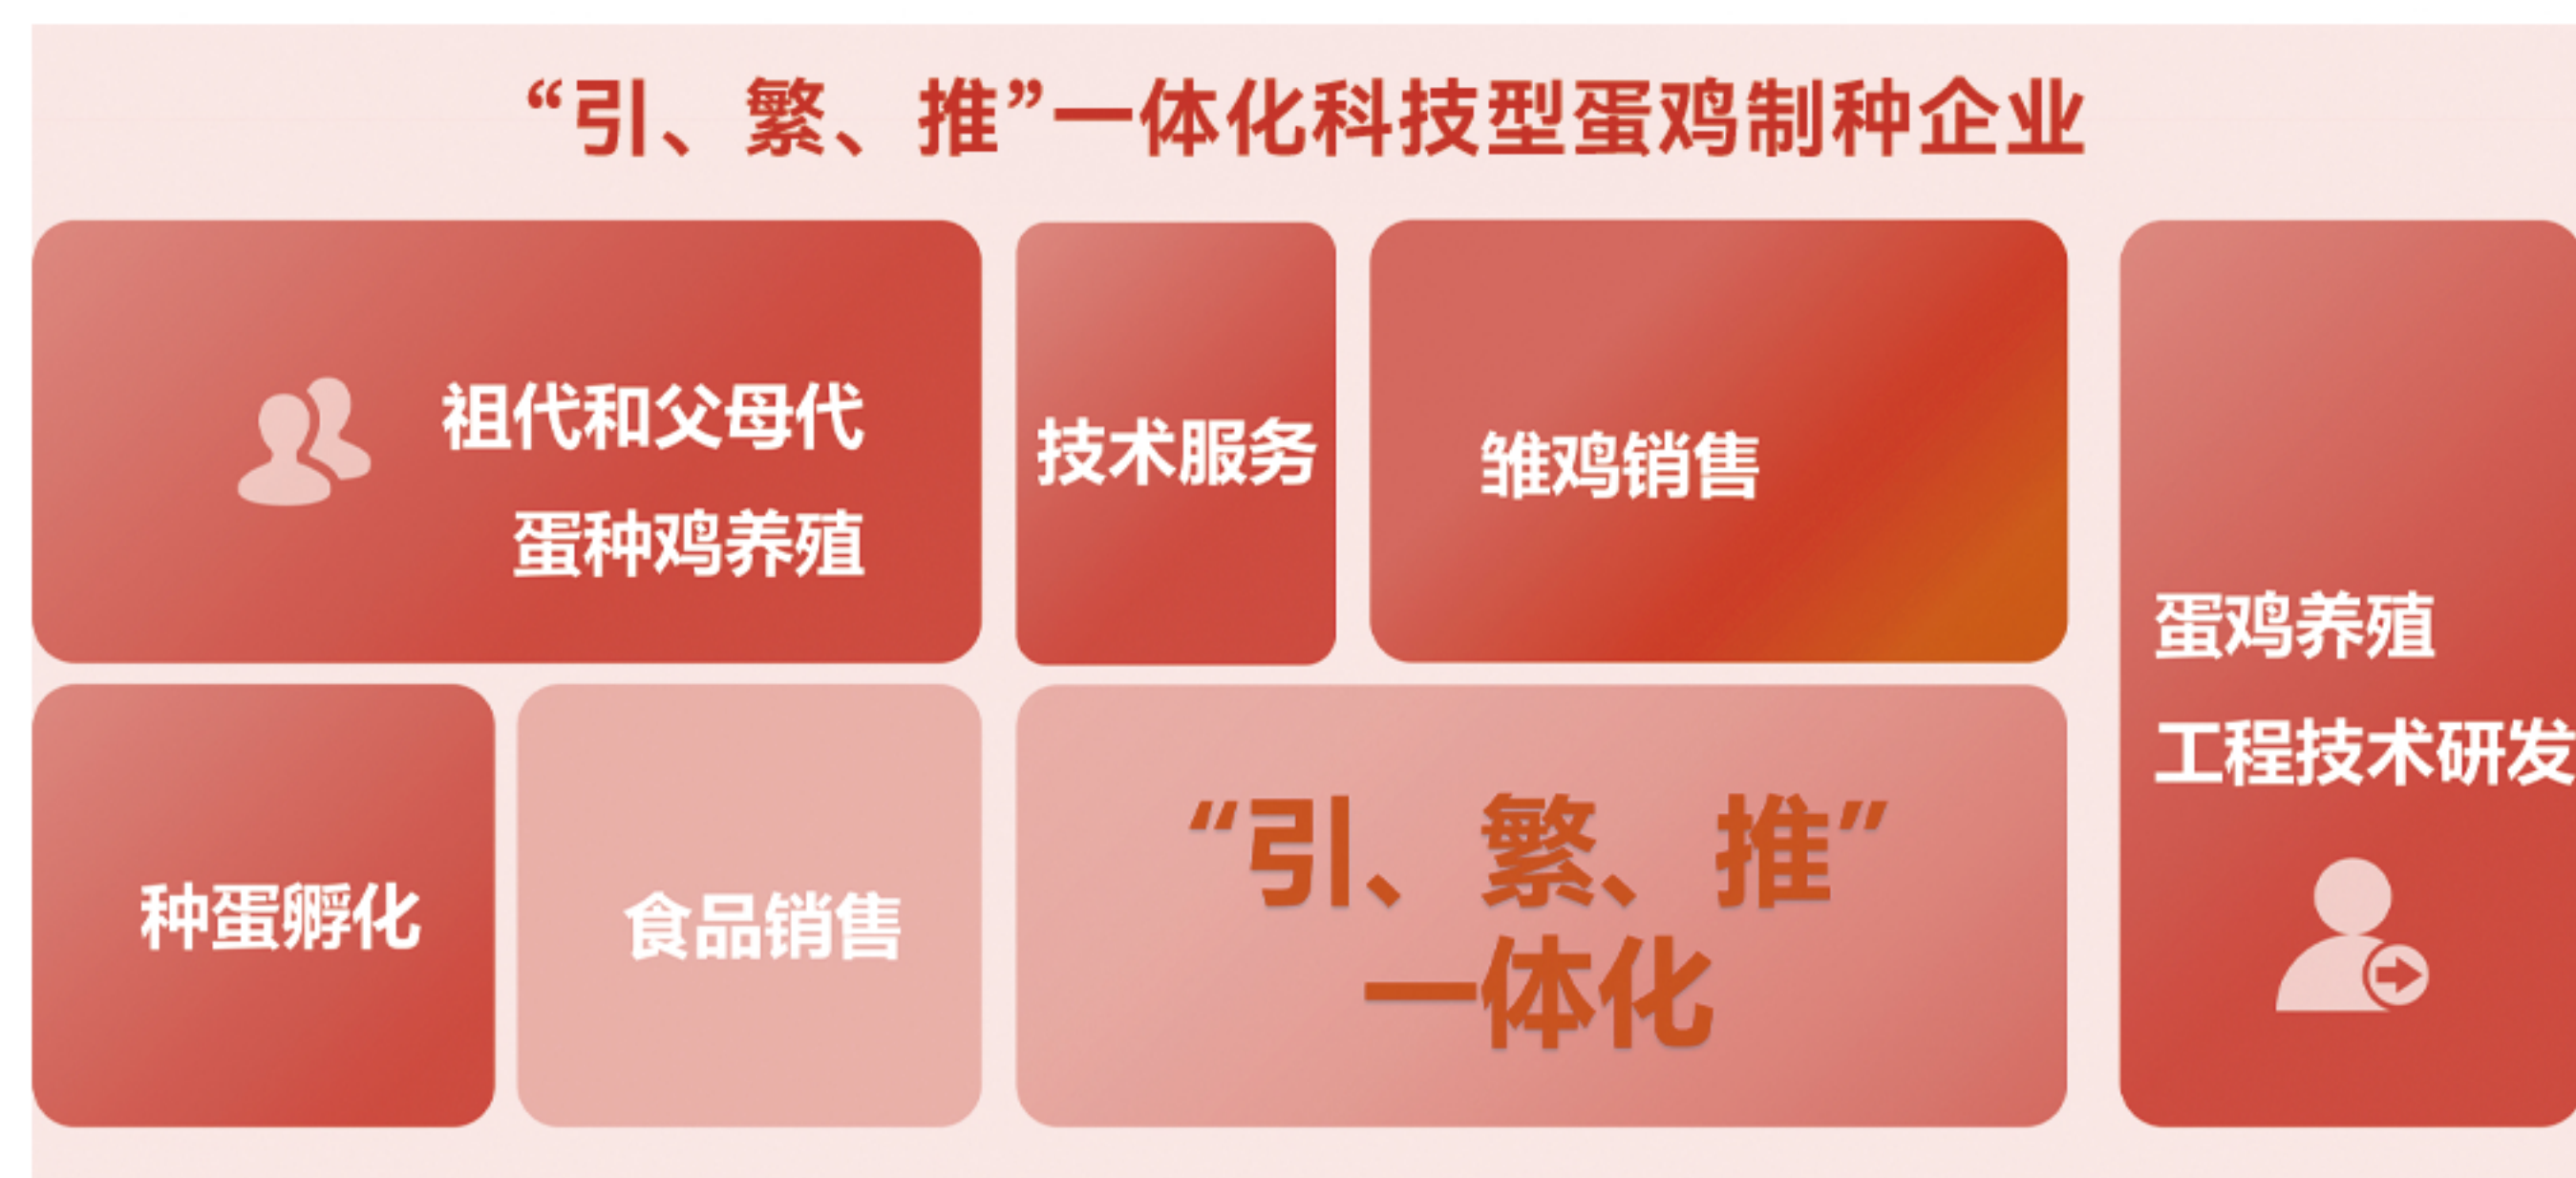 “引、繁、推”一体化科技型蛋鸡制种企业
祖代和父母代
蛋种鸡养殖
技术服务
雏鸡销售
蛋鸡养殖
工程技术研发
种蛋孵化
食品销售
“引、繁、推”
一体化